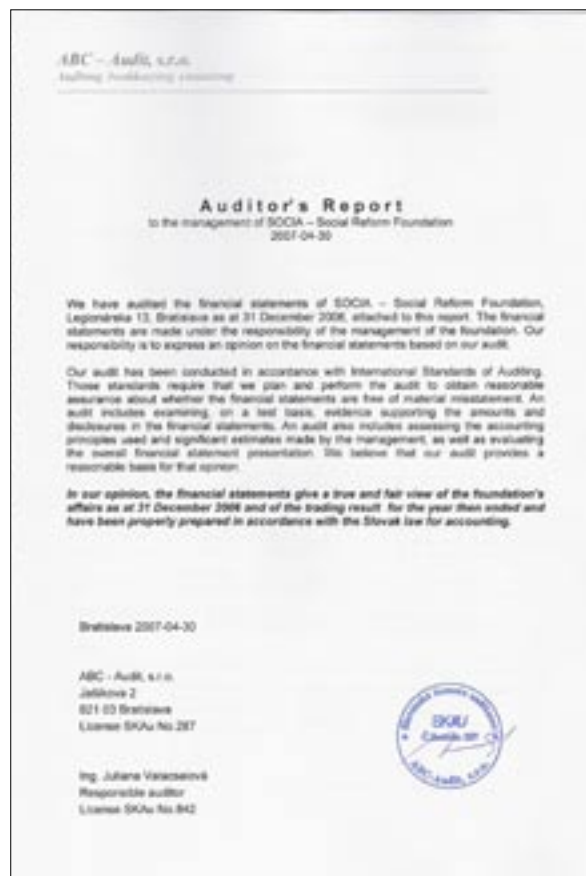 ABC – Audit, s.r.o.
Auditor's Report
to the management of SOCIA – Social Reform Foundation
2007-04-30
We have audited the financial statements of SOCIA – Social Reform Foundation,
Legionárska 13, Bratislava as at 31 December 2006, attached to this report. The financial
statements are made under the responsibility of the management of the foundation. Our
responsibility is to express an opinion on the financial statements based on our audit.
Our audit has been conducted in accordance with International Standards of Auditing.
Those standards require that we plan and perform the audit to obtain reasonable
assurance about whether the financial statements are free of material misstatement. An
audit includes examining, on a test basis, evidence supporting the amounts and
disclosures in the financial statements. An audit also includes assessing the accounting
principles used and significant estimates made by the management, as well as evaluating
the overall financial statement presentation. We believe that our audit provides a
reasonable basis for that opinion.
In our opinion, the financial statements give a true and fair view of the foundation's
affairs as at 31 December 2006 and of the trading result for the year then ended and
have been properly prepared in accordance with the Slovak law for accounting.
Bratislava 2007-04-30
ABC - Audit, s.r.o.
Jašíkova 2
821 03 Bratislava
License SKAu No.287
Ing. Juliana
Responsible auditor
License SKAu No.842
SKAU
ABC-Audit, s.r.o.